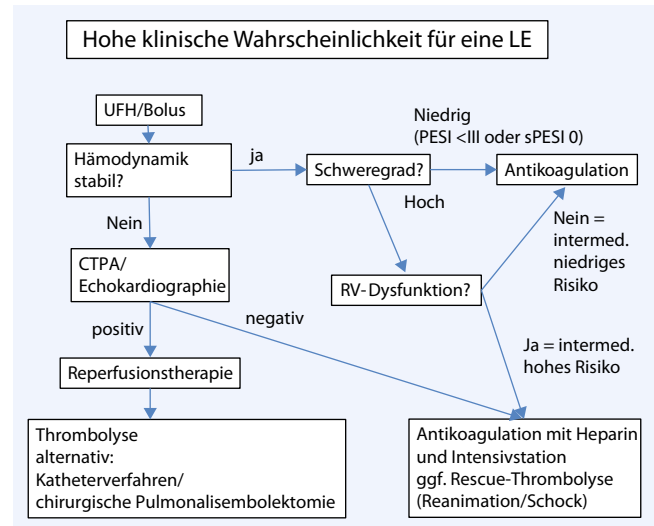 Hohe klinische Wahrscheinlichkeit für eine LE
UFH/Bolus
Niedrig
(PESI <III oder sPESI 0)
Hämodynamik
stabil?
ja
Schweregrad?
Antikoagulation
Nein
Hoch
Nein =
intermed.
niedriges
Risiko
CTPA/
Echokardiographie
RV-Dysfunktion?
positiv
negativ
Ja = intermed.
hohes Risiko
Reperfusionstherapie
Thrombolyse
alternativ:
Katheterverfahren/
chirurgische Pulmonalisembolektomie
Antikoagulation mit Heparin
und Intensivstation
ggf. Rescue-Thrombolyse
(Reanimation/Schock)